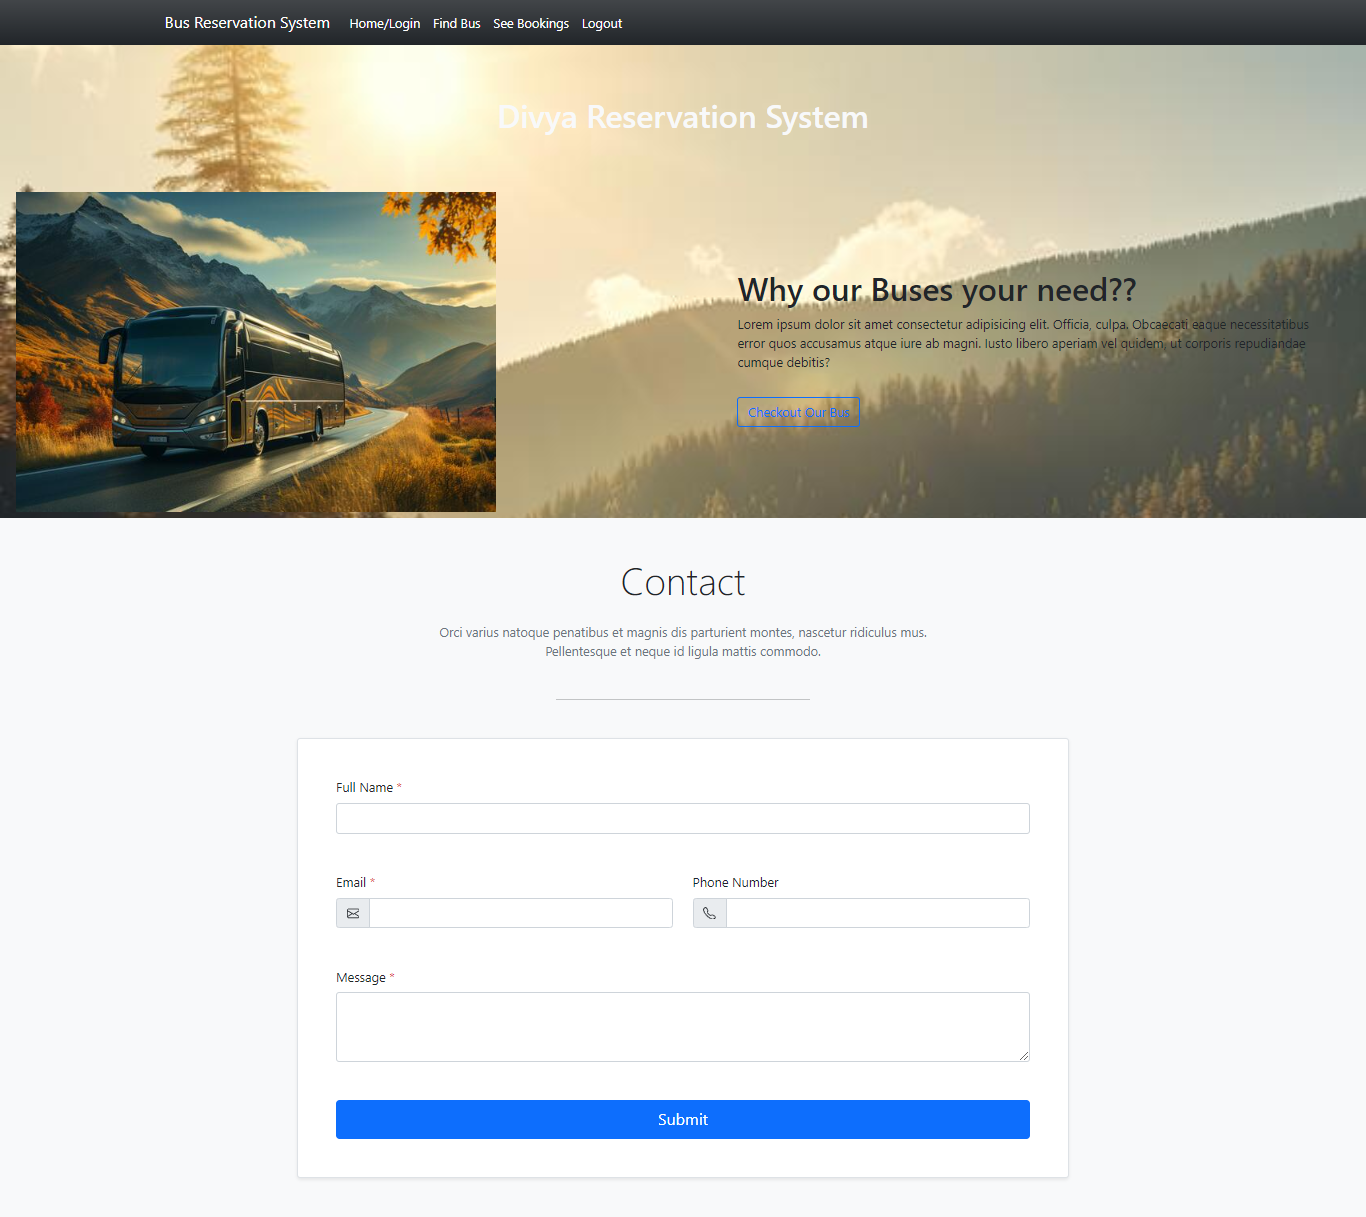 Bus Reservation System Home/Login Find Bus See Bookings Logout
Divya Reservation System
Why our Buses your need??
Lorem ipsum dolor sit amet consectetur adipisicing elit. Officia, culpa. Obcaecati eaque necessitatibus
error quos accusamus atque iure ab magni. Iusto libero aperiam vel quidem, ut corporis repudiandae
cumque debitis?
Checkout Our Bus
Contact
Orci varius natoque penatibus et magnis dis parturient montes, nascetur ridiculus mus.
Pellentesque et neque id ligula mattis commodo.
Full Name *
Email * Phone Number
Message *
Submit